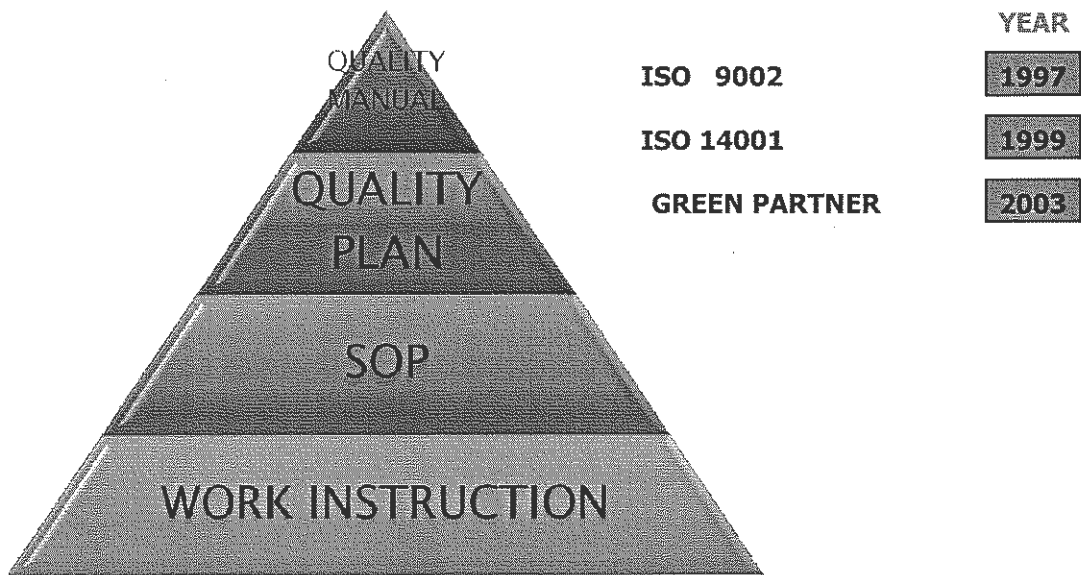 QUALITY
MANUAL
QUALITY
PLAN
SOP
WORK INSTRUCTION
YEAR
ISO 9002 1997
ISO 14001 1999
GREEN PARTNER 2003